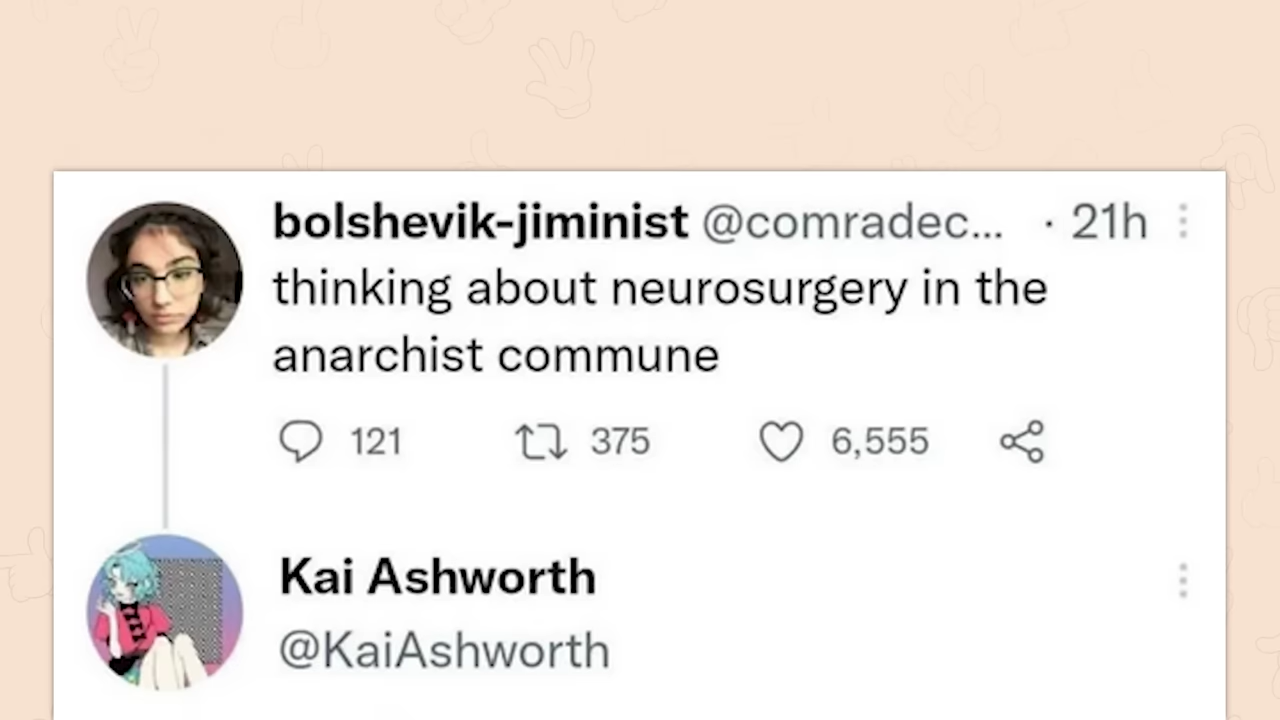 bolshevik-jiminist @comradec... · 21h
thinking about neurosurgery in the
anarchist commune
121 375 6,555
Kai Ashworth
@KaiAshworth